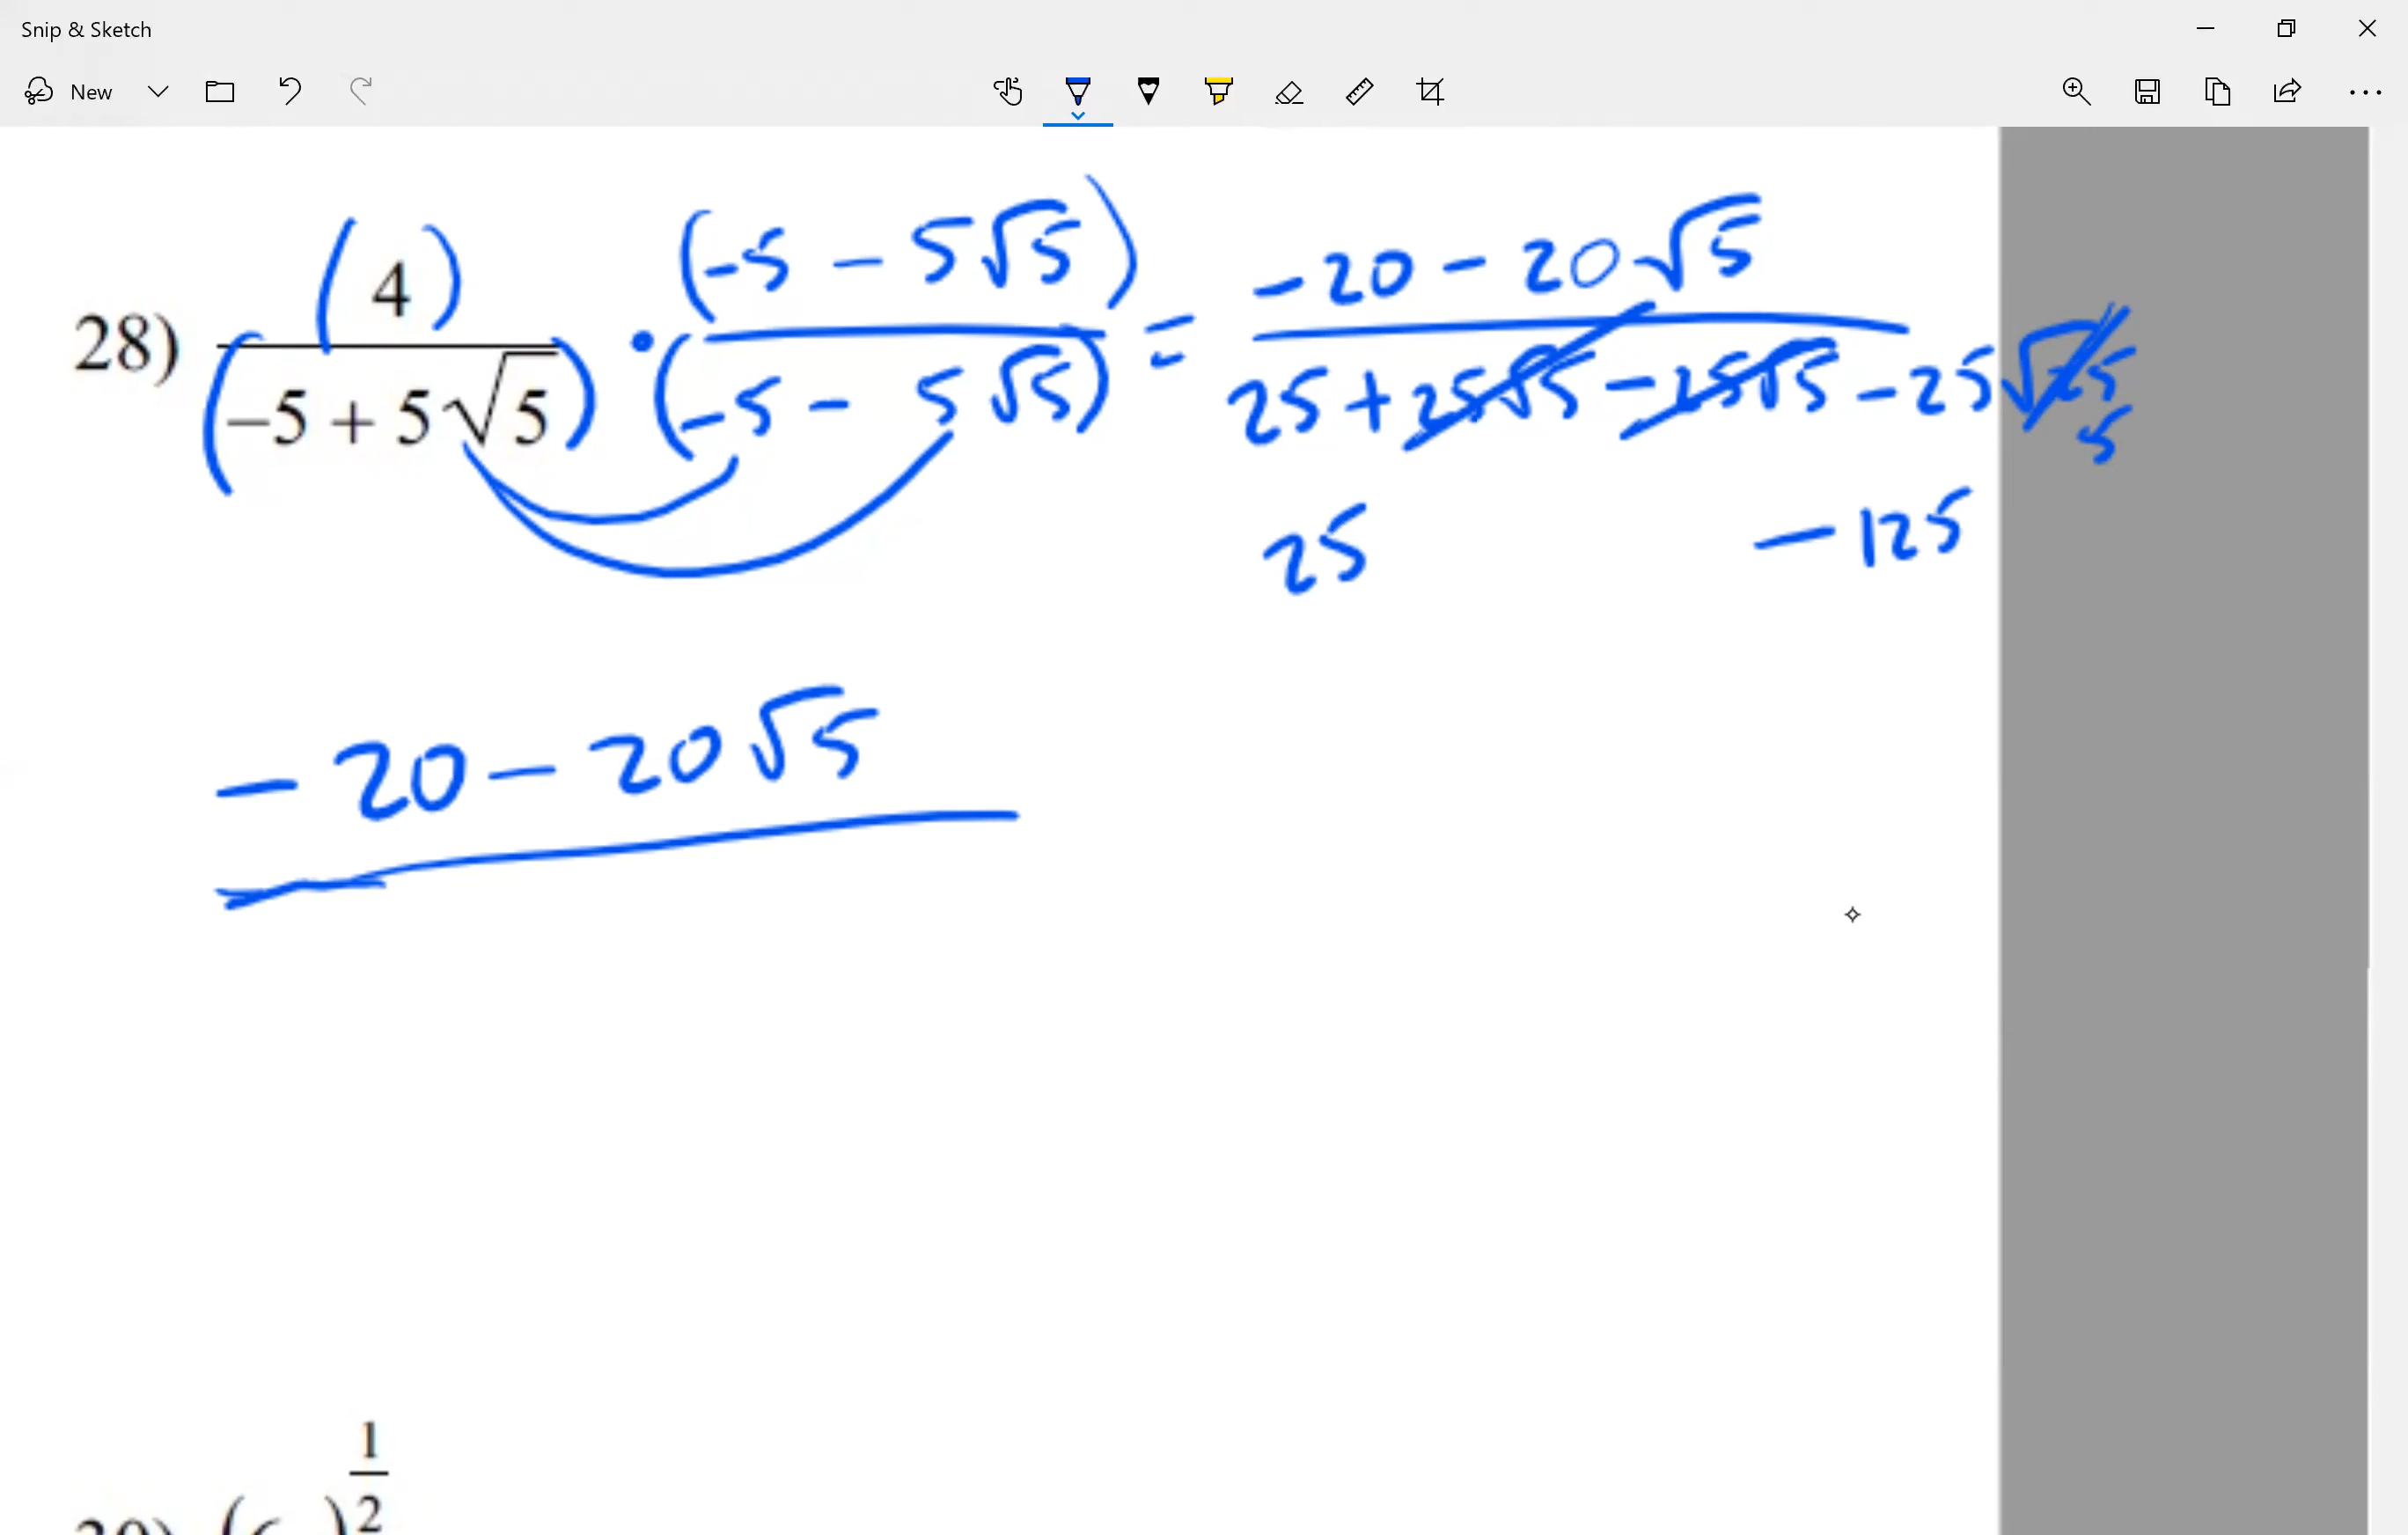 Snip & Sketch
New
28) (4)/(−5 + 5√5) · (-5 - 5√5)/(-5 - 5√5) = -20 - 20√5
25 + 25√5 - 25√5 - 25√25
5
25 - 125
- 20 - 20√5
1
2